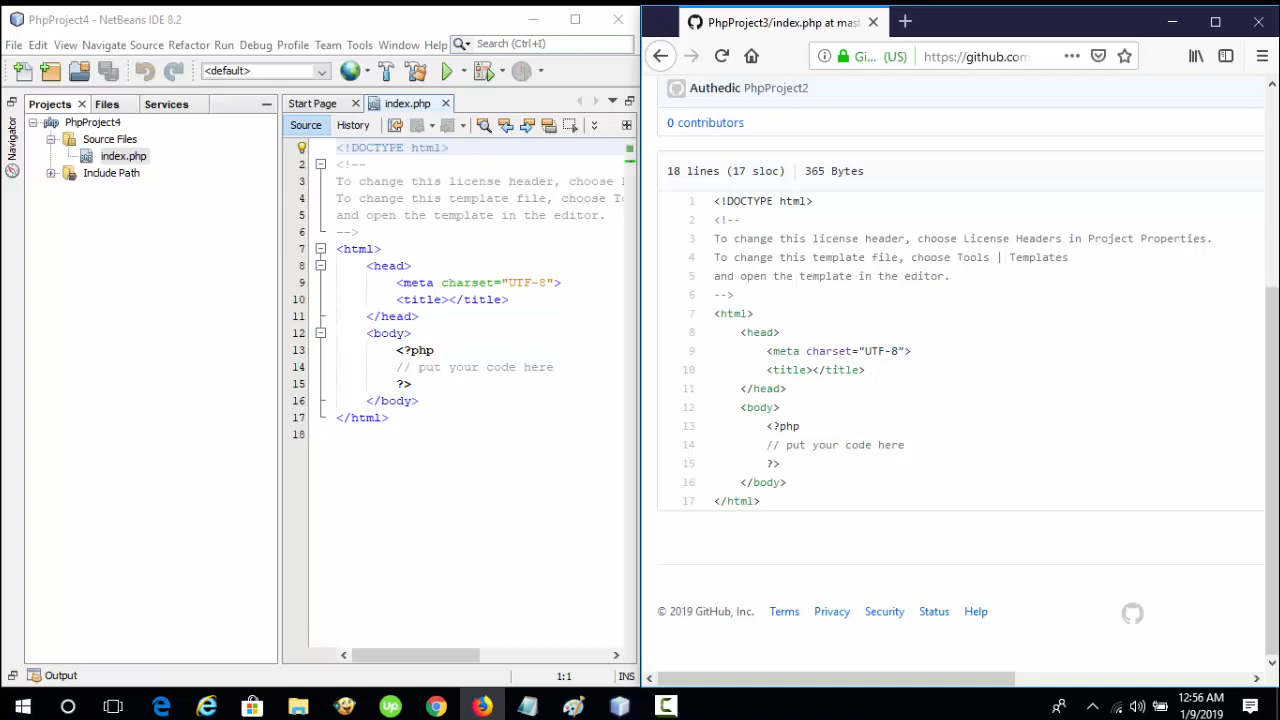 PhpProject4 - NetBeans IDE 8.2
File Edit View Navigate Source Refactor Run Debug Profile Team Tools Window Help
Search (Ctrl+I)
<default>
Projects Files Services
PhpProject4
Source Files
index.php
Include Path
Navigator
Start Page index.php
Source History
1 <!DOCTYPE html>
2 <!--
3 To change this license header, choose
4 To change this template file, choose To
5 and open the template in the editor.
6 -->
7 <html>
8 <head>
9 <meta charset="UTF-8">
10 <title></title>
11 </head>
12 <body>
13 <?php
14 // put your code here
15 ?>
16 </body>
17 </html>
18
Output
1:1 INS
PhpProject3/index.php at mast
Gi... (US) https://github.com
Authedic PhpProject2
0 contributors
18 lines (17 sloc) 365 Bytes
1 <!DOCTYPE html>
2 <!--
3 To change this license header, choose License Headers in Project Properties.
4 To change this template file, choose Tools | Templates
5 and open the template in the editor.
6 -->
7 <html>
8 <head>
9 <meta charset="UTF-8">
10 <title></title>
11 </head>
12 <body>
13 <?php
14 // put your code here
15 ?>
16 </body>
17 </html>
© 2019 GitHub, Inc. Terms Privacy Security Status Help
Up
12:56 AM
1/9/2019